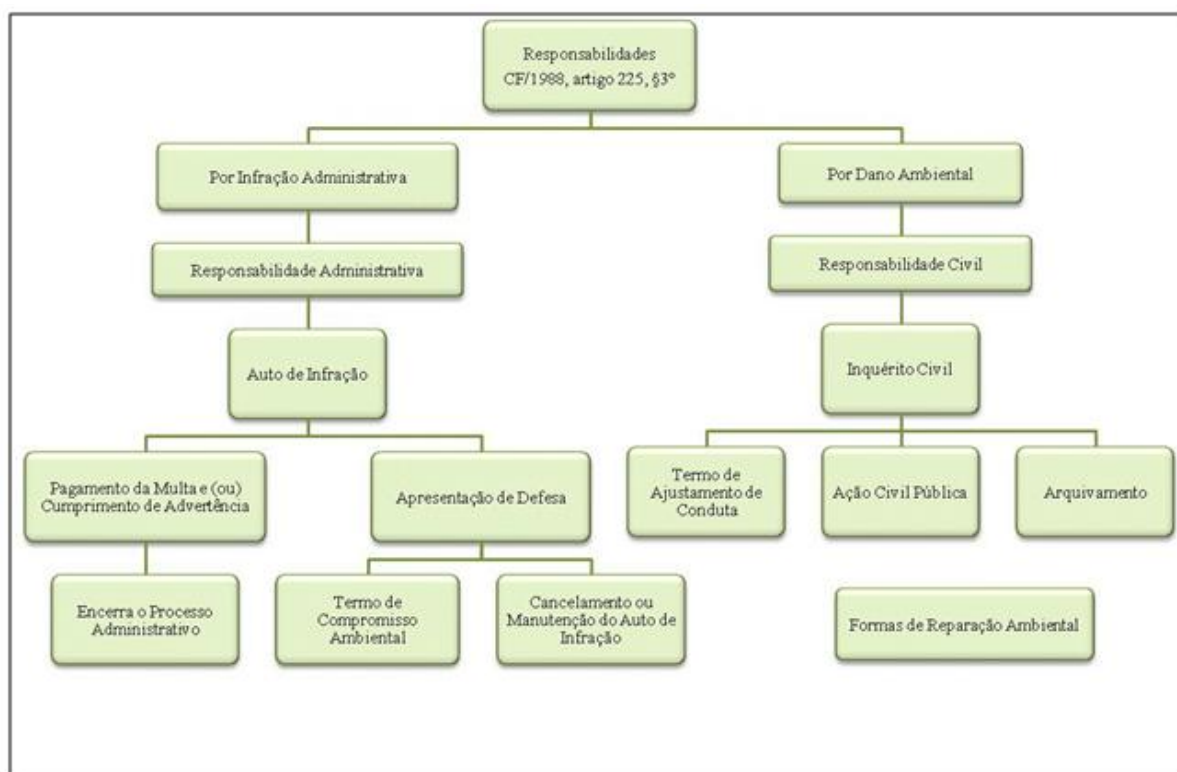 Responsabilidades
CF/1988, artigo 225, §3º
Por Infração Administrativa
Por Dano Ambiental
Responsabilidade Administrativa
Responsabilidade Civil
Auto de Infração
Inquérito Civil
Pagamento da Multa e (ou)
Cumprimento de Advertência
Apresentação de Defesa
Termo de
Ajustamento de
Conduta
Ação Civil Pública
Arquivamento
Encerra o Processo
Administrativo
Termo de
Compromisso
Ambiental
Cancelamento ou
Manutenção do Auto de
Infração
Formas de Reparação Ambiental